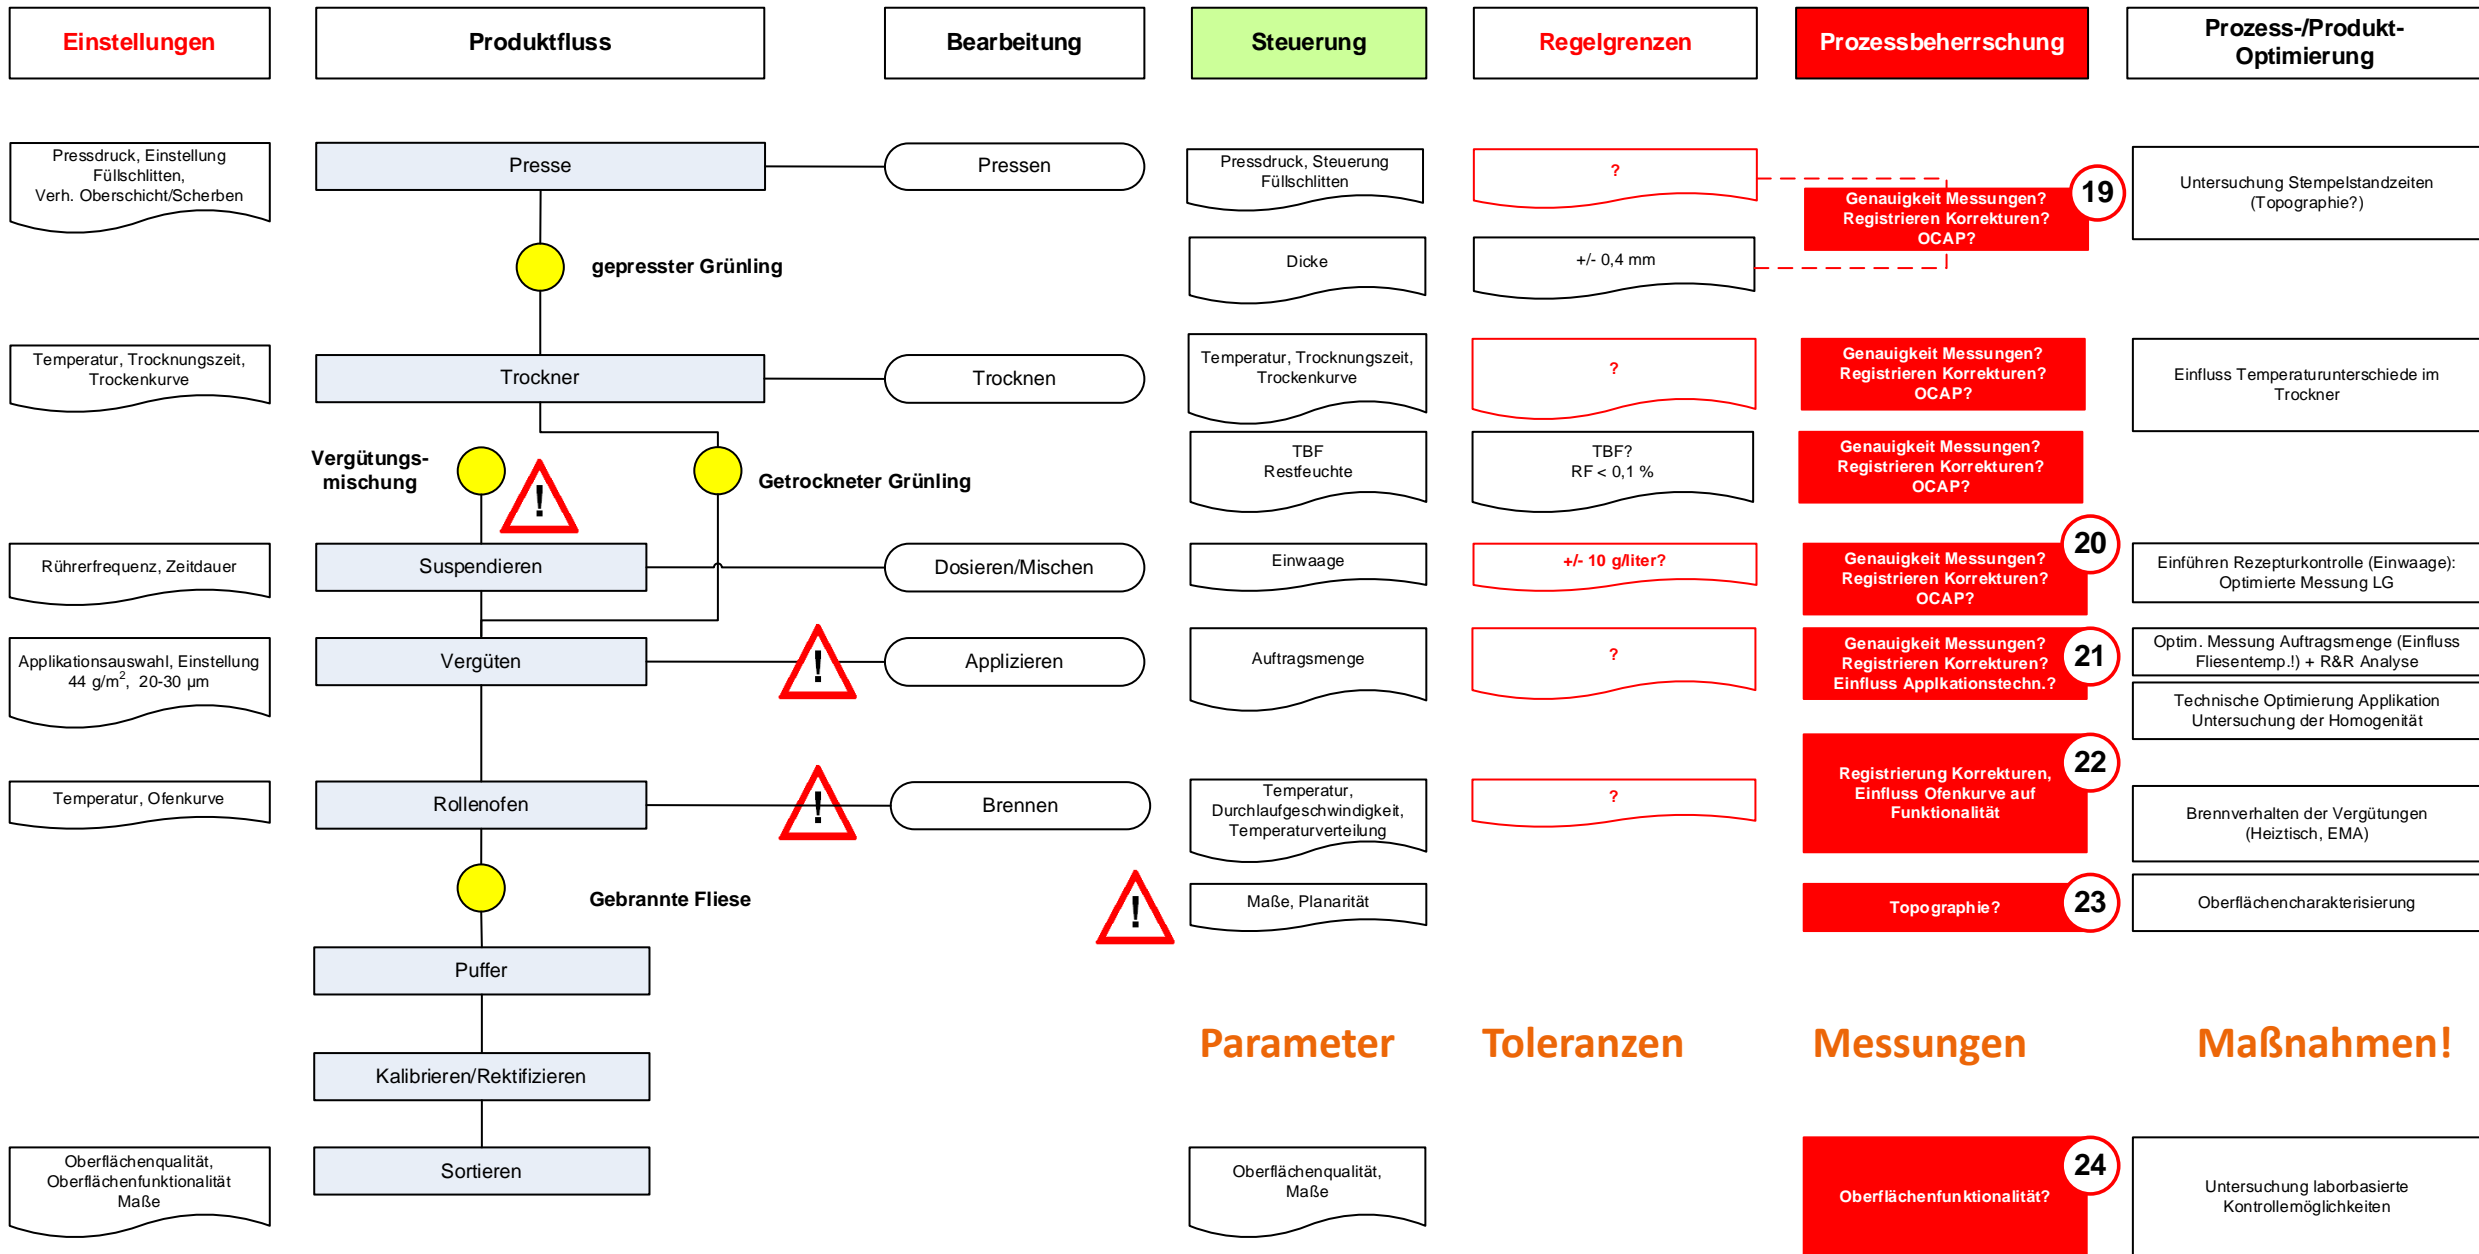 Einstellungen
Produktfluss
Bearbeitung
Steuerung
Regelgrenzen
Prozessbeherrschung
Prozess-/Produkt-
Optimierung
Pressdruck, Einstellung
Füllschlitten,
Verh. Oberschicht/Scherben
Presse
Pressen
Pressdruck, Steuerung
Füllschlitten
?
Genauigkeit Messungen?
Registrieren Korrekturen?
OCAP?
19
Untersuchung Stempelstandzeiten
(Topographie?)
gepresster Grünling
Dicke
+/- 0,4 mm
Temperatur, Trocknungszeit,
Trockenkurve
Trockner
Trocknen
Temperatur, Trocknungszeit,
Trockenkurve
?
Genauigkeit Messungen?
Registrieren Korrekturen?
OCAP?
Einfluss Temperaturunterschiede im
Trockner
Vergütungs-
mischung
!
Getrockneter Grünling
TBF
Restfeuchte
TBF?
RF < 0,1 %
Genauigkeit Messungen?
Registrieren Korrekturen?
OCAP?
Rührerfrequenz, Zeitdauer
Suspendieren
Dosieren/Mischen
Einwaage
+/- 10 g/liter?
Genauigkeit Messungen?
Registrieren Korrekturen?
OCAP?
20
Einführen Rezepturkontrolle (Einwaage):
Optimierte Messung LG
Applikationsauswahl, Einstellung
44 g/m², 20-30 µm
Vergüten
!
Applizieren
Auftragsmenge
?
Genauigkeit Messungen?
Registrieren Korrekturen?
Einfluss Applkationstechn.?
21
Optim. Messung Auftragsmenge (Einfluss
Fliesentemp.!) + R&R Analyse
Technische Optimierung Applikation
Untersuchung der Homogenität
Temperatur, Ofenkurve
Rollenofen
!
Brennen
Temperatur,
Durchlaufgeschwindigkeit,
Temperaturverteilung
?
Registrierung Korrekturen,
Einfluss Ofenkurve auf
Funktionalität
22
Brennverhalten der Vergütungen
(Heiztisch, EMA)
Gebrannte Fliese
!
Maße, Planarität
Topographie?
23
Oberflächencharakterisierung
Puffer
Parameter
Toleranzen
Messungen
Maßnahmen!
Kalibrieren/Rektifizieren
Oberflächenqualität,
Oberflächenfunktionalität
Maße
Sortieren
Oberflächenqualität,
Maße
Oberflächenfunktionalität?
24
Untersuchung laborbasierte
Kontrollemöglichkeiten